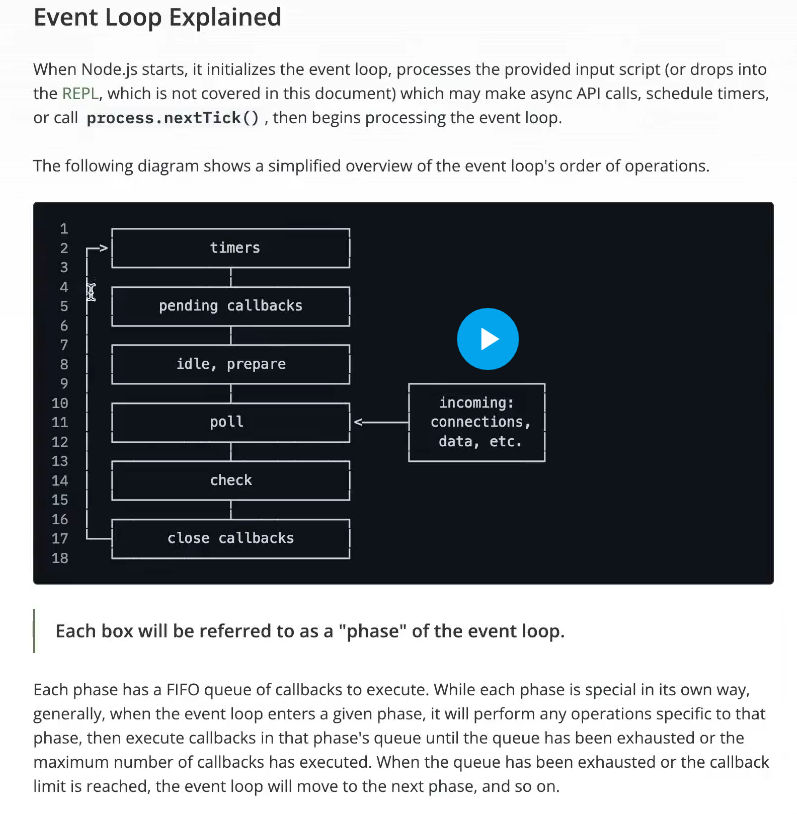 Event Loop Explained
When Node.js starts, it initializes the event loop, processes the provided input script (or drops into
the REPL, which is not covered in this document) which may make async API calls, schedule timers,
or call process.nextTick() , then begins processing the event loop.
The following diagram shows a simplified overview of the event loop's order of operations.
1
2 timers
3
4
5 pending callbacks
6
7
8 idle, prepare
9
10 incoming:
11 poll connections,
12 data, etc.
13
14 check
15
16
17 close callbacks
18
Each box will be referred to as a "phase" of the event loop.
Each phase has a FIFO queue of callbacks to execute. While each phase is special in its own way,
generally, when the event loop enters a given phase, it will perform any operations specific to that
phase, then execute callbacks in that phase's queue until the queue has been exhausted or the
maximum number of callbacks has executed. When the queue has been exhausted or the callback
limit is reached, the event loop will move to the next phase, and so on.